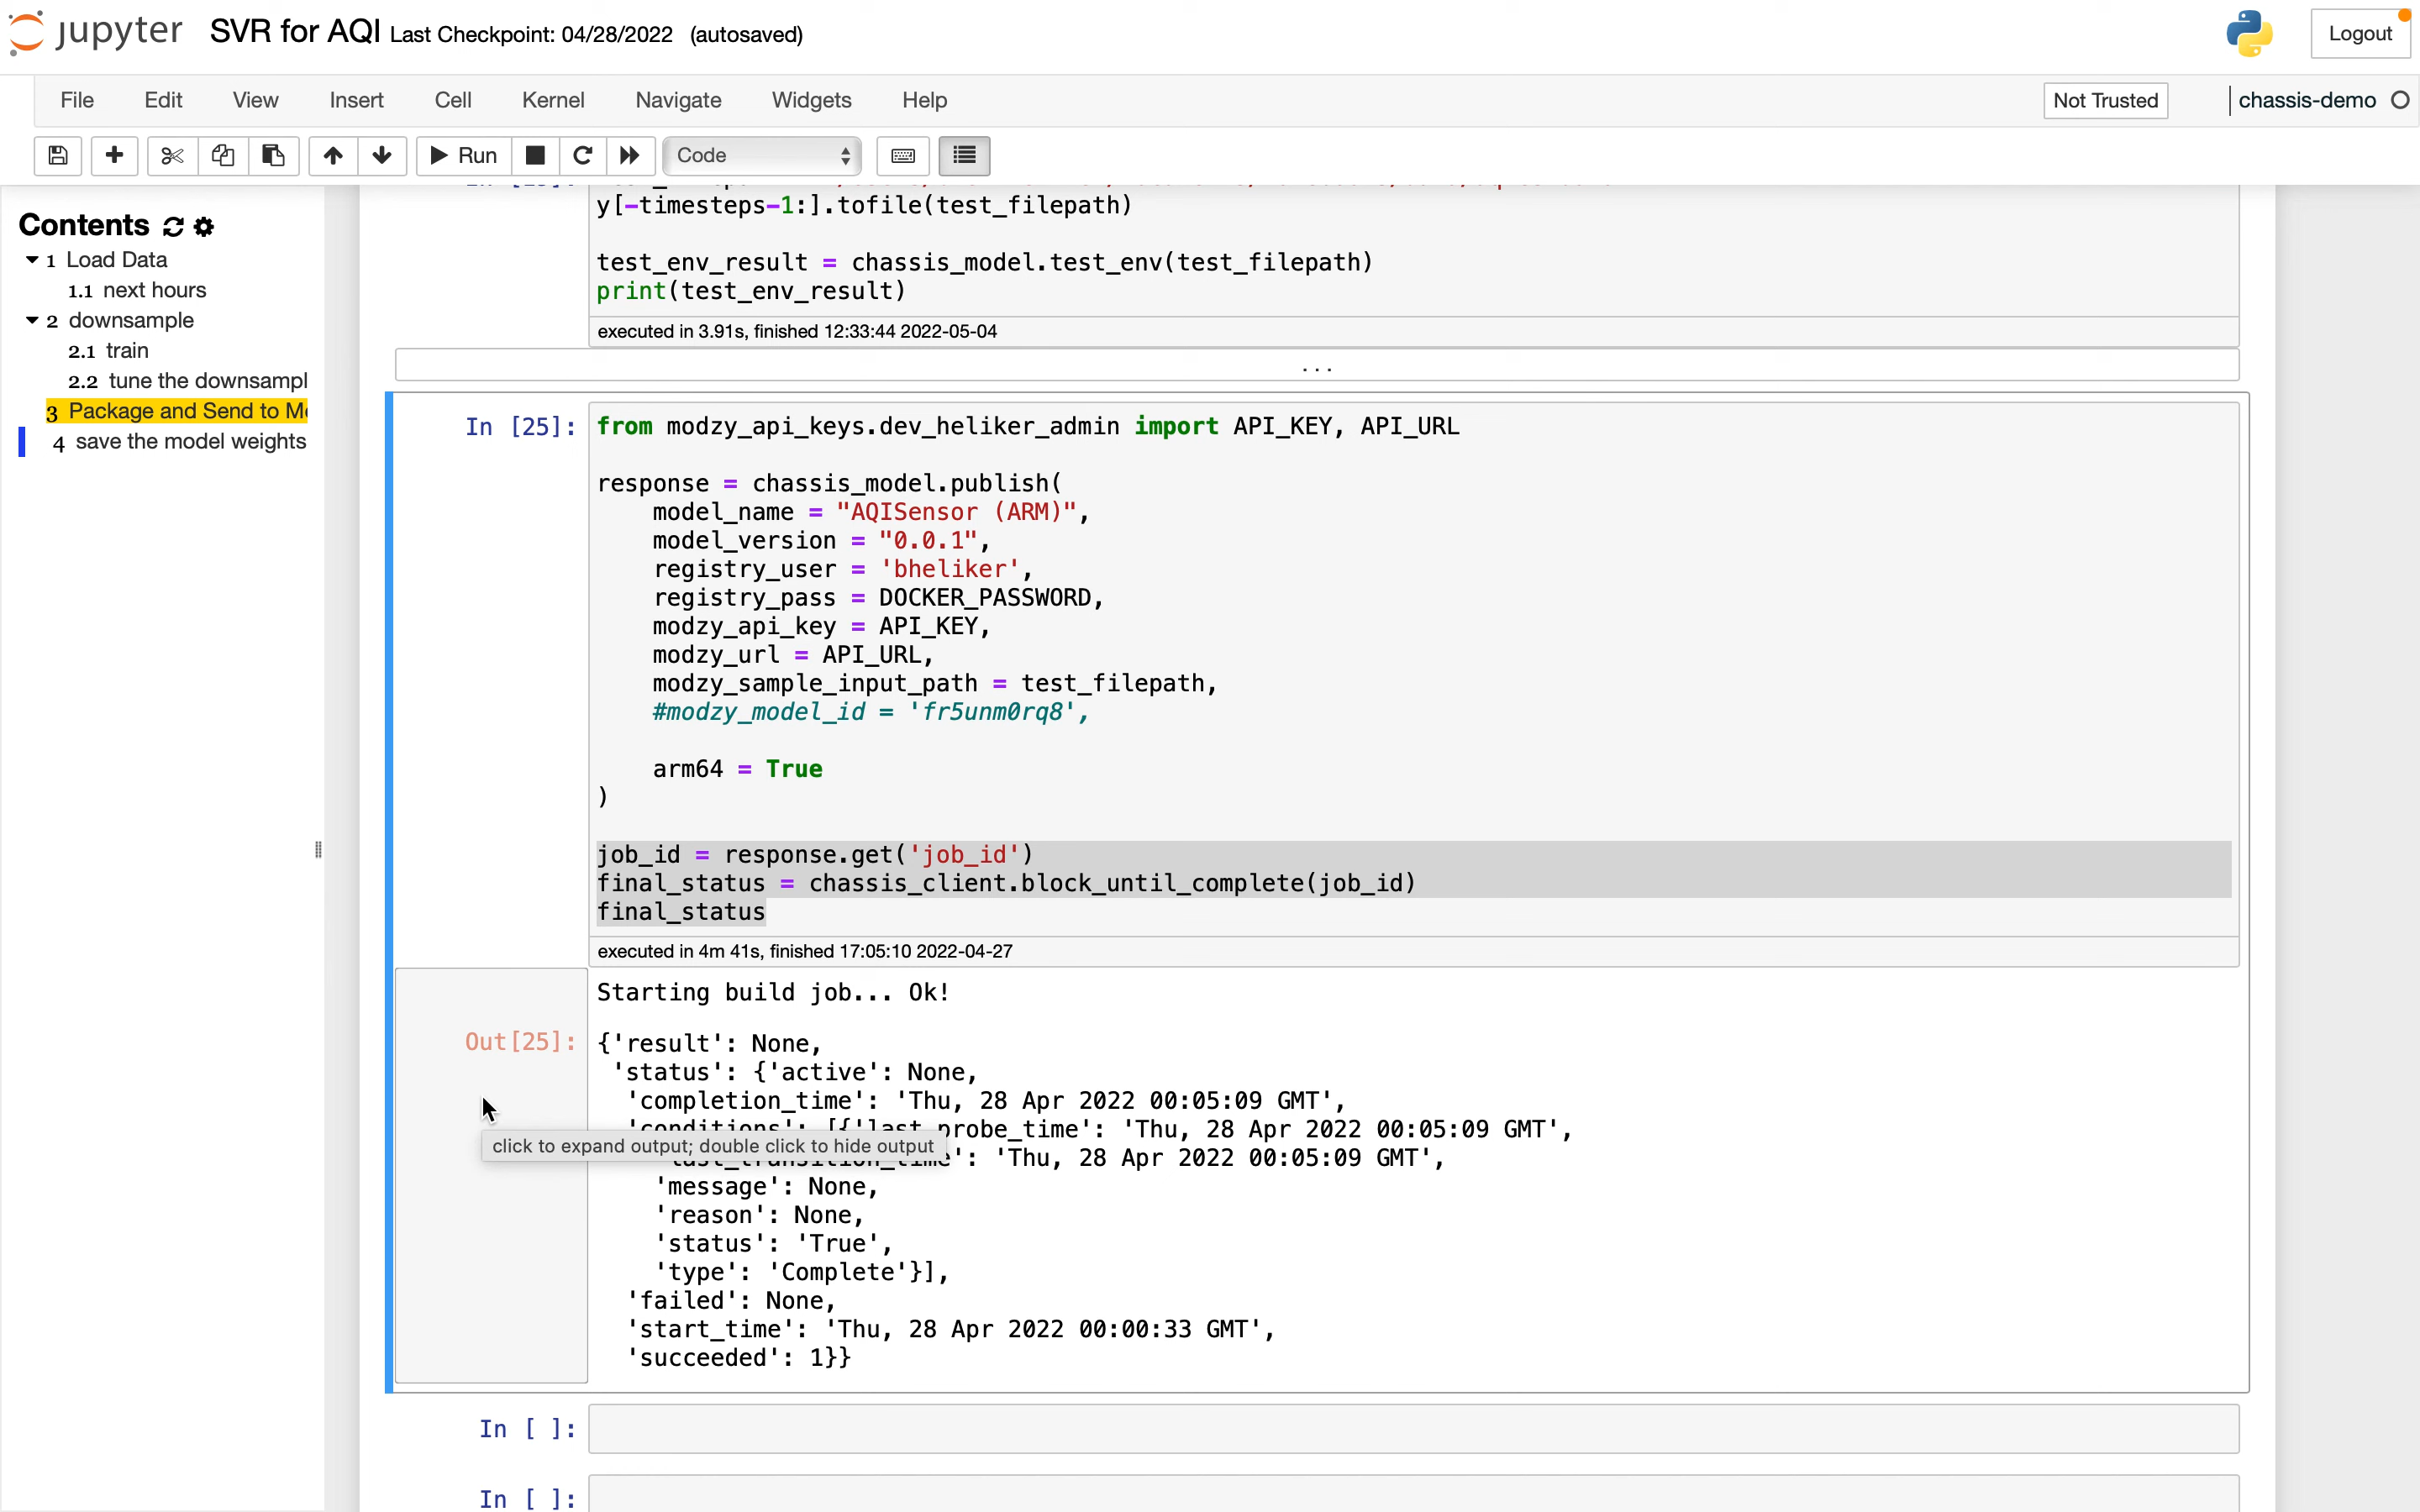 jupyter SVR for AQI Last Checkpoint: 04/28/2022 (autosaved) Logout
File Edit View Insert Cell Kernel Navigate Widgets Help Not Trusted chassis-demo
Run Code
Contents
1 Load Data
1.1 next hours
2 downsample
2.1 train
2.2 tune the downsampl
3 Package and Send to M
4 save the model weights
y[-timesteps-1:].tofile(test_filepath)
test_env_result = chassis_model.test_env(test_filepath)
print(test_env_result)
executed in 3.91s, finished 12:33:44 2022-05-04
...
In [25]: from modzy_api_keys.dev_heliker_admin import API_KEY, API_URL
response = chassis_model.publish(
model_name = "AQISensor (ARM)",
model_version = "0.0.1",
registry_user = 'bheliker',
registry_pass = DOCKER_PASSWORD,
modzy_api_key = API_KEY,
modzy_url = API_URL,
modzy_sample_input_path = test_filepath,
#modzy_model_id = 'fr5unm0rq8',
arm64 = True
)
job_id = response.get('job_id')
final_status = chassis_client.block_until_complete(job_id)
final_status
executed in 4m 41s, finished 17:05:10 2022-04-27
Starting build job... Ok!
Out[25]: {'result': None,
'status': {'active': None,
'completion_time': 'Thu, 28 Apr 2022 00:05:09 GMT',
'conditions': [{'last_probe_time': 'Thu, 28 Apr 2022 00:05:09 GMT',
click to expand output; double click to hide output
'last_transition_time': 'Thu, 28 Apr 2022 00:05:09 GMT',
'message': None,
'reason': None,
'status': 'True',
'type': 'Complete'}],
'failed': None,
'start_time': 'Thu, 28 Apr 2022 00:00:33 GMT',
'succeeded': 1}}
In [ ]:
In [ ]: